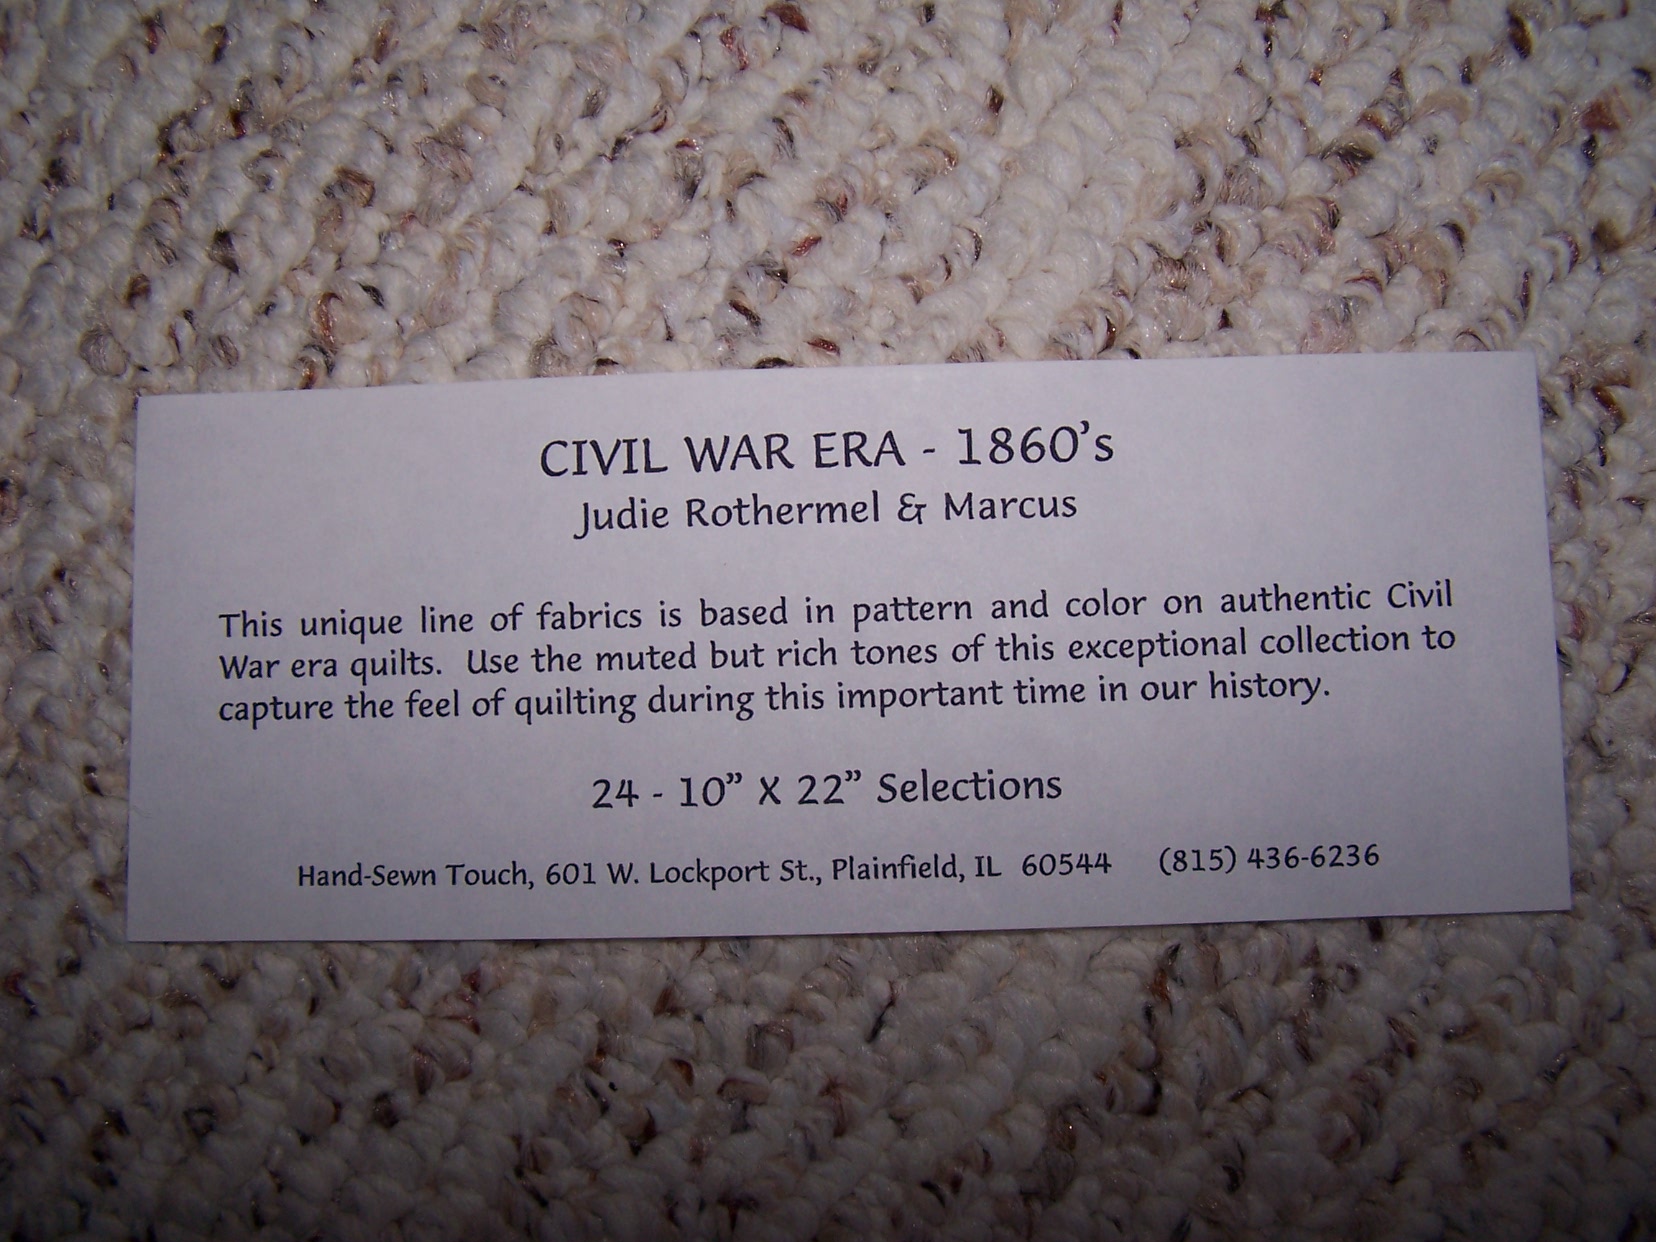 CIVIL WAR ERA - 1860's
Judie Rothermel & Marcus
This unique line of fabrics is based in pattern and color on authentic Civil
War era quilts. Use the muted but rich tones of this exceptional collection to
capture the feel of quilting during this important time in our history.
24 - 10” X 22” Selections
Hand-Sewn Touch, 601 W. Lockport St., Plainfield, IL 60544 (815) 436-6236